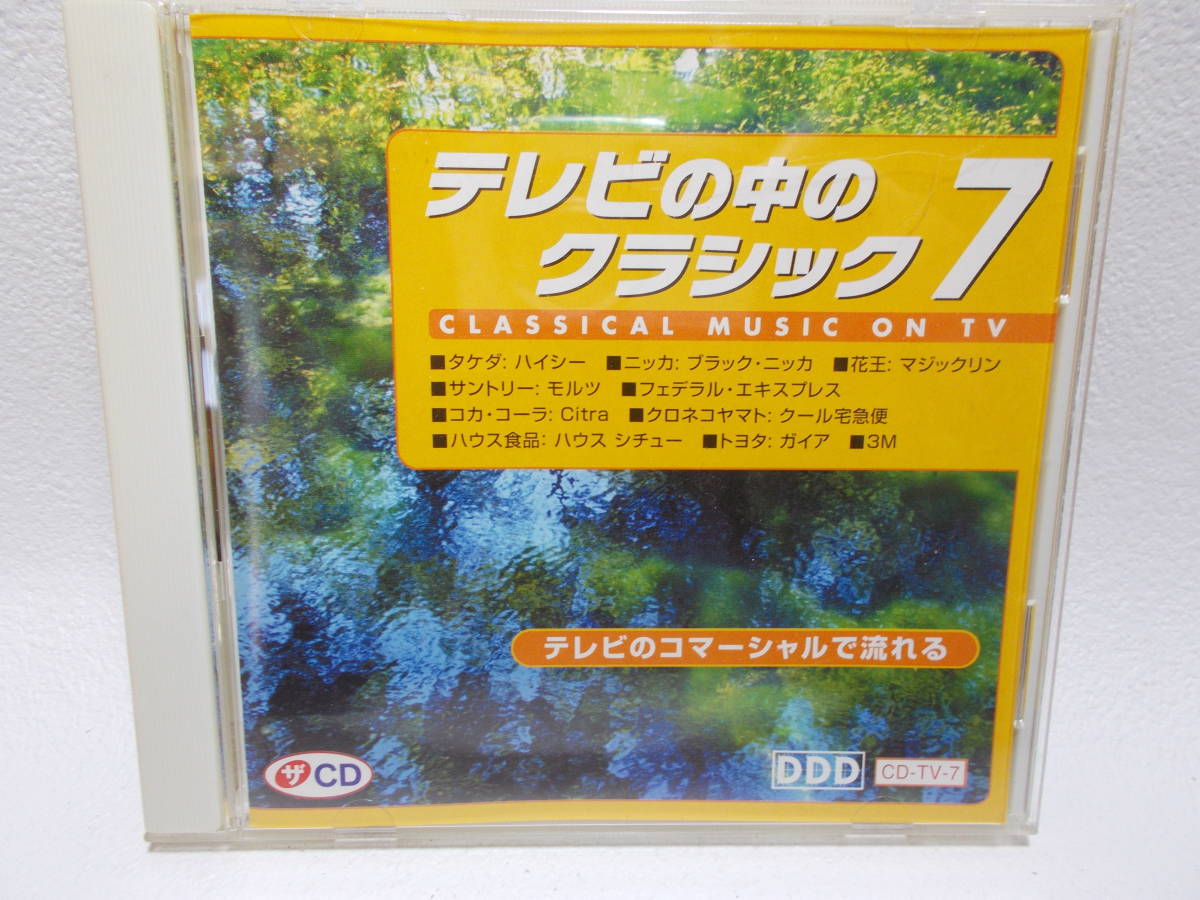 テレビの中の
クラシック 7
CLASSICAL MUSIC ON TV
■タケダ: ハイシー ■ニッカ: ブラック・ニッカ ■花王: マジックリン
■サントリー: モルツ ■フェデラル・エキスプレス
■コカ・コーラ: Citra ■クロネコヤマト: クール宅急便
■ハウス食品: ハウス シチュー ■トヨタ: ガイア ■3M
テレビのコマーシャルで流れる
ザ CD
DDD CD-TV-7